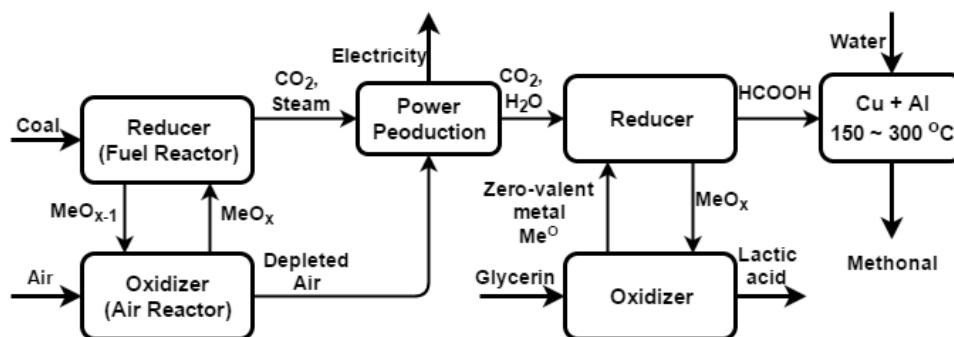 Coal
Reducer
(Fuel Reactor)
CO₂,
Steam
Electricity
Power
Peoduction
CO₂,
H₂O
Reducer
HCOOH
Water
Cu + Al
150 ~ 300 ᴼC
MeOₓ₋₁
MeOₓ
Zero-valent
metal
Meᴼ
MeOₓ
Air
Oxidizer
(Air Reactor)
Depleted
Air
Glycerin
Oxidizer
Lactic
acid
Methonal